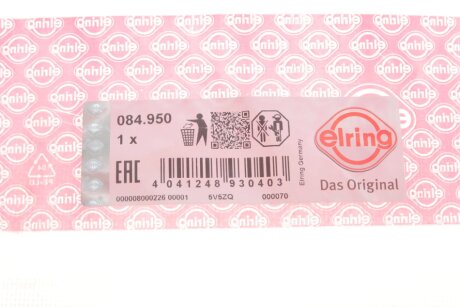 084.950
1 x
elring
Das Original
Elring Germany
EAC
4 041248 930403
000008000226 00001 5V5ZQ 000070